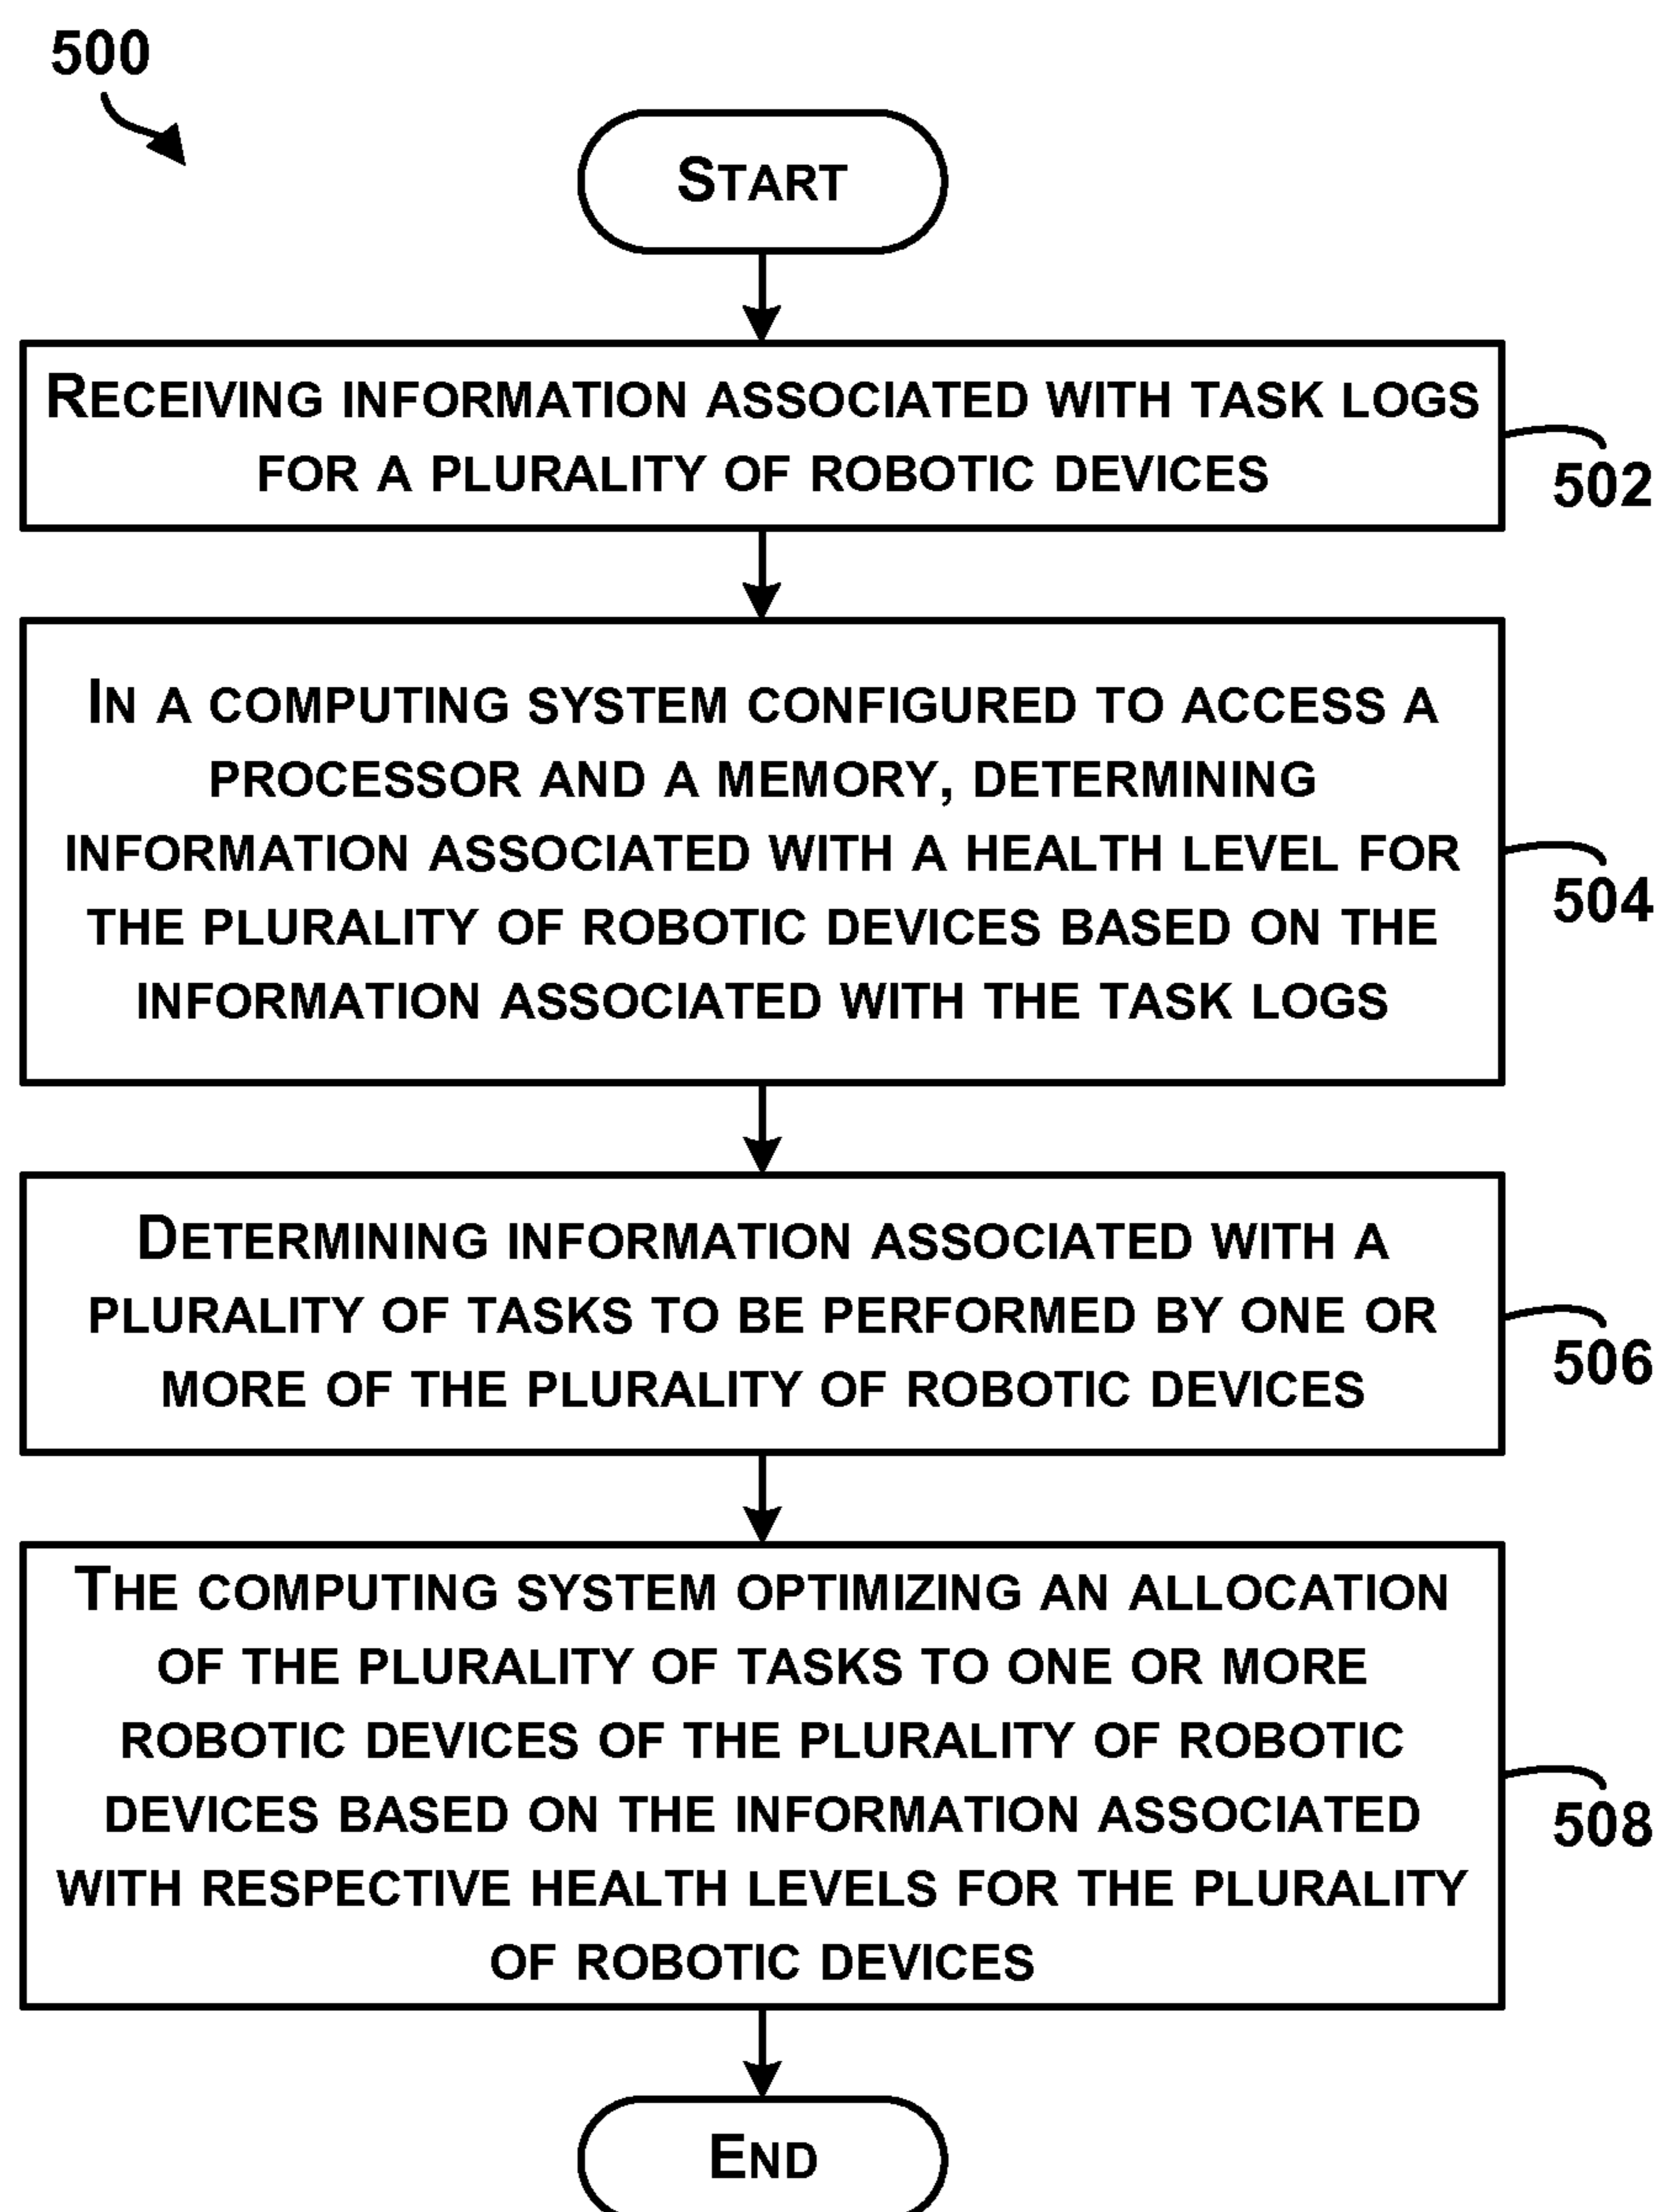 500
START
RECEIVING INFORMATION ASSOCIATED WITH TASK LOGS
FOR A PLURALITY OF ROBOTIC DEVICES
502
IN A COMPUTING SYSTEM CONFIGURED TO ACCESS A
PROCESSOR AND A MEMORY, DETERMINING
INFORMATION ASSOCIATED WITH A HEALTH LEVEL FOR
THE PLURALITY OF ROBOTIC DEVICES BASED ON THE
INFORMATION ASSOCIATED WITH THE TASK LOGS
504
DETERMINING INFORMATION ASSOCIATED WITH A
PLURALITY OF TASKS TO BE PERFORMED BY ONE OR
MORE OF THE PLURALITY OF ROBOTIC DEVICES
506
THE COMPUTING SYSTEM OPTIMIZING AN ALLOCATION
OF THE PLURALITY OF TASKS TO ONE OR MORE
ROBOTIC DEVICES OF THE PLURALITY OF ROBOTIC
DEVICES BASED ON THE INFORMATION ASSOCIATED
WITH RESPECTIVE HEALTH LEVELS FOR THE PLURALITY
OF ROBOTIC DEVICES
508
END